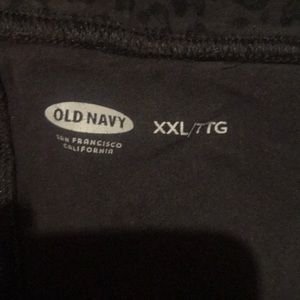 OLD NAVY
SAN FRANCISCO
CALIFORNIA
XXL/TTG